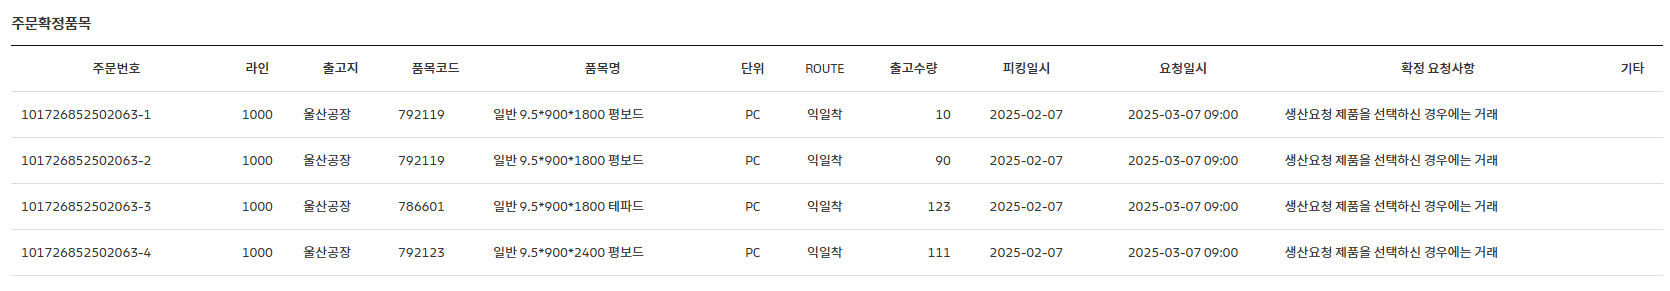 주문확정품목
주문번호 라인 출고지 품목코드 품목명 단위 ROUTE 출고수량 피킹일시 요청일시 확정 요청사항 기타
101726852502063-1 1000 울산공장 792119 일반 9.5*900*1800 평보드 PC 익일착 10 2025-02-07 2025-03-07 09:00 생산요청 제품을 선택하신 경우에는 거래
101726852502063-2 1000 울산공장 792119 일반 9.5*900*1800 평보드 PC 익일착 90 2025-02-07 2025-03-07 09:00 생산요청 제품을 선택하신 경우에는 거래
101726852502063-3 1000 울산공장 786601 일반 9.5*900*1800 테파드 PC 익일착 123 2025-02-07 2025-03-07 09:00 생산요청 제품을 선택하신 경우에는 거래
101726852502063-4 1000 울산공장 792123 일반 9.5*900*2400 평보드 PC 익일착 111 2025-02-07 2025-03-07 09:00 생산요청 제품을 선택하신 경우에는 거래